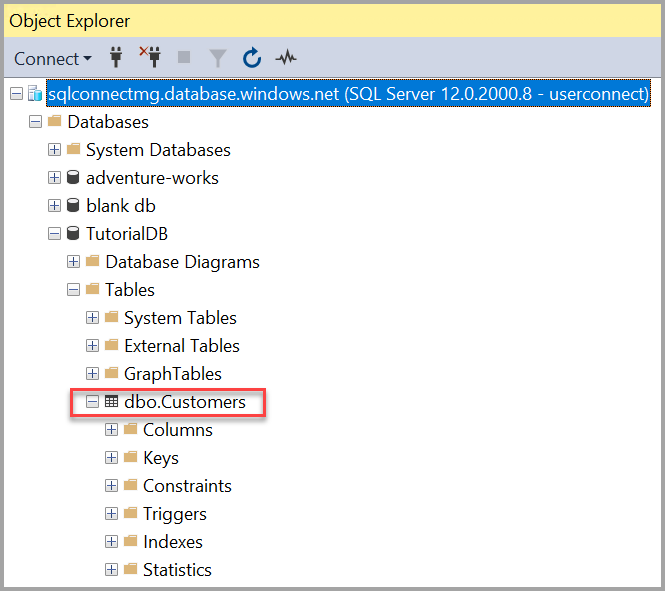 Object Explorer
Connect
sqlconnectmg.database.windows.net (SQL Server 12.0.2000.8 - userconnect)
Databases
System Databases
adventure-works
blank db
TutorialDB
Database Diagrams
Tables
System Tables
External Tables
GraphTables
dbo.Customers
Columns
Keys
Constraints
Triggers
Indexes
Statistics